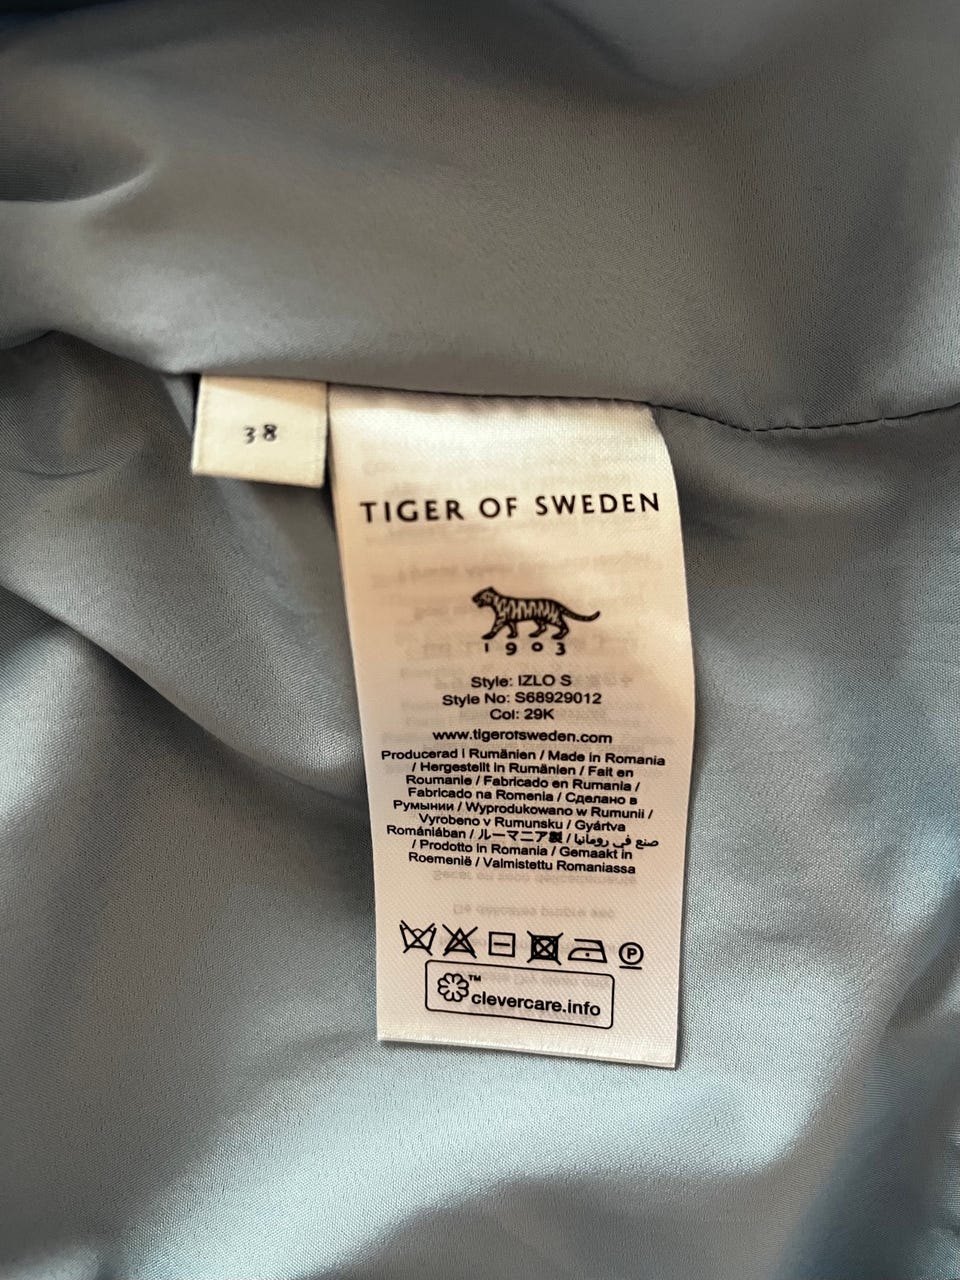 38
TIGER OF SWEDEN
1903
Style: IZLO S
Style No: S68929012
Col: 29K
www.tigerofsweden.com
Producerad i Rumänien / Made in Romania
/ Hergestellt in Rumänien / Fait en
Roumanie / Fabricado en Rumania /
Fabricado na Romenia / Сделано в
Румынии / Wyprodukowano w Rumunii /
Vyrobeno v Rumunsku / Gyártva
Romániában / ルーマニア製 / صنع في رومانيا
/ Prodotto in Romania / Gemaakt in
Roemenië / Valmistettu Romaniassa
P
™
clevercare.info